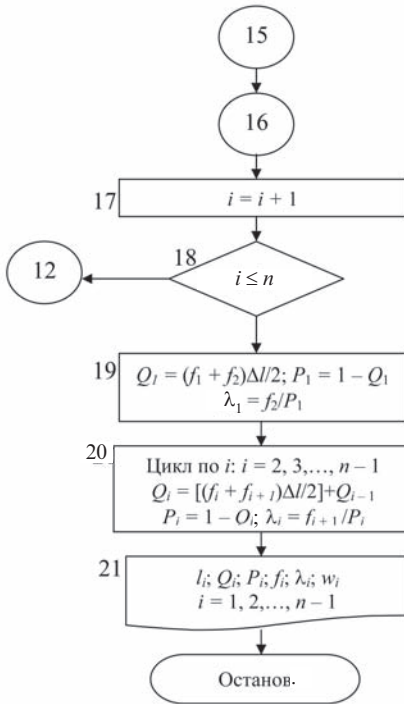 15
16
17
i = i + 1
18
12
i ≤ n
19
Q₁ = (f₁ + f₂)Δl/2; P₁ = 1 – Q₁
λ₁ = f₂/P₁
20
Цикл по i: i = 2, 3,..., n – 1
Qᵢ = [(fᵢ + fᵢ₊₁)Δl/2]+Qᵢ₋₁
Pᵢ = 1 – Oᵢ; λᵢ = fᵢ₊₁/Pᵢ
21
lᵢ; Qᵢ; Pᵢ; fᵢ; λᵢ; wᵢ
i = 1, 2,..., n – 1
Останов.